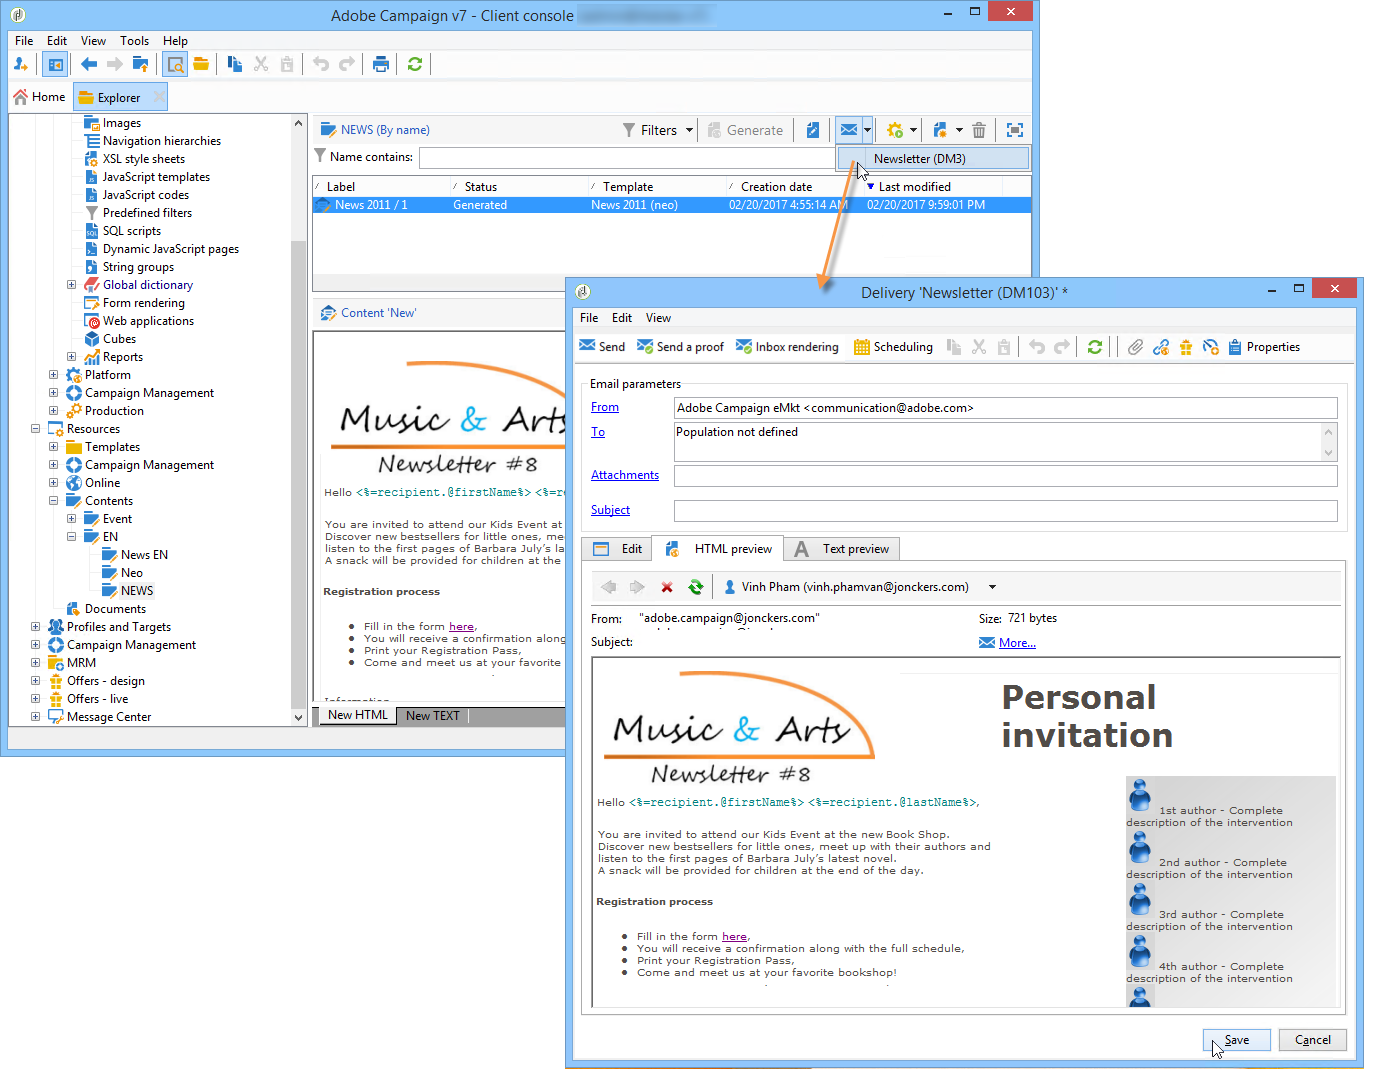 Adobe Campaign v7 - Client console
File Edit View Tools Help
Home Explorer
Images
Navigation hierarchies
XSL style sheets
JavaScript templates
JavaScript codes
Predefined filters
SQL scripts
Dynamic JavaScript pages
String groups
Global dictionary
Form rendering
Web applications
Cubes
Reports
Platform
Campaign Management
Production
Resources
Templates
Campaign Management
Online
Contents
Event
EN
News EN
Neo
NEWS
Documents
Profiles and Targets
Campaign Management
MRM
Offers - design
Offers - live
Message Center
NEWS (By name) Filters Generate
Name contains: Newsletter (DM3)
Label Status Template Creation date Last modified
News 2011 / 1 Generated News 2011 (neo) 02/20/2017 4:55:14 AM 02/20/2017 9:59:01 PM
Content 'New'
Music & Arts
Newsletter #8
Hello <%=recipient.@firstName%> <%=re
You are invited to attend our Kids Event at
Discover new bestsellers for little ones, me
listen to the first pages of Barbara July's la
A snack will be provided for children at the
Registration process
Fill in the form here,
You will receive a confirmation along
Print your Registration Pass,
Come and meet us at your favorite
Information
New HTML New TEXT
Delivery 'Newsletter (DM103)' *
File Edit View
Send Send a proof Inbox rendering Scheduling Properties
Email parameters
From Adobe Campaign eMkt <communication@adobe.com>
To Population not defined
Attachments
Subject
Edit HTML preview A Text preview
Vinh Pham (vinh.phamvan@jonckers.com)
From: "adobe.campaign@jonckers.com" Size: 721 bytes
Subject: More...
Music & Arts
Newsletter #8
Personal
invitation
Hello <%=recipient.@firstName%> <%=recipient.@lastName%>,
You are invited to attend our Kids Event at the new Book Shop.
Discover new bestsellers for little ones, meet up with their authors and
listen to the first pages of Barbara July's latest novel.
A snack will be provided for children at the end of the day.
Registration process
Fill in the form here,
You will receive a confirmation along with the full schedule,
Print your Registration Pass,
Come and meet us at your favorite bookshop!
1st author - Complete
description of the intervention
2nd author - Complete
description of the intervention
3rd author - Complete
description of the intervention
4th author - Complete
description of the intervention
Save Cancel